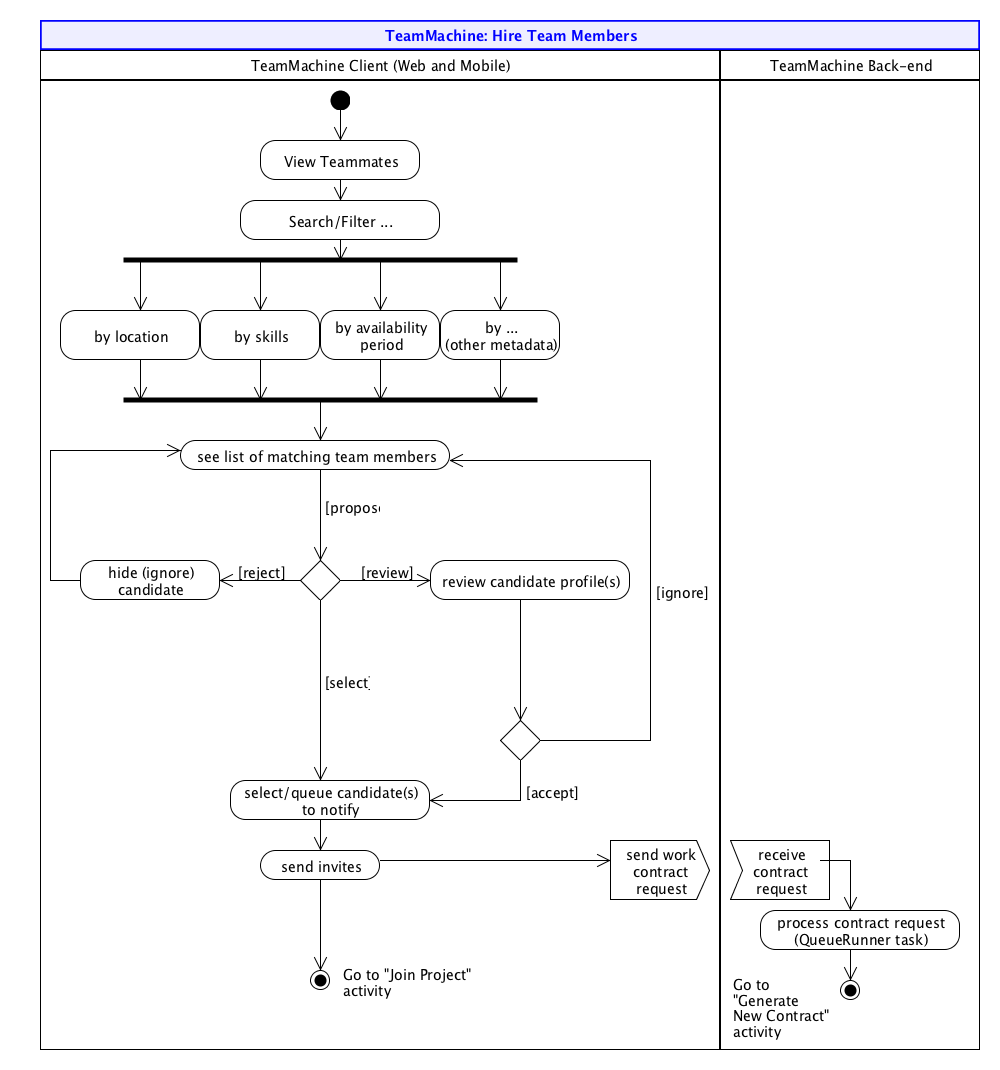 TeamMachine: Hire Team Members
TeamMachine Client (Web and Mobile)
TeamMachine Back-end
View Teammates
Search/Filter ...
by location
by skills
by availability
period
by ...
(other metadata)
see list of matching team members
[propos
hide (ignore)
candidate
[reject]
[review]
review candidate profile(s)
[ignore]
[select
select/queue candidate(s)
to notify
[accept]
send invites
send work
contract
request
receive
contract
request
process contract request
(QueueRunner task)
Go to "Join Project"
activity
Go to
"Generate
New Contract"
activity